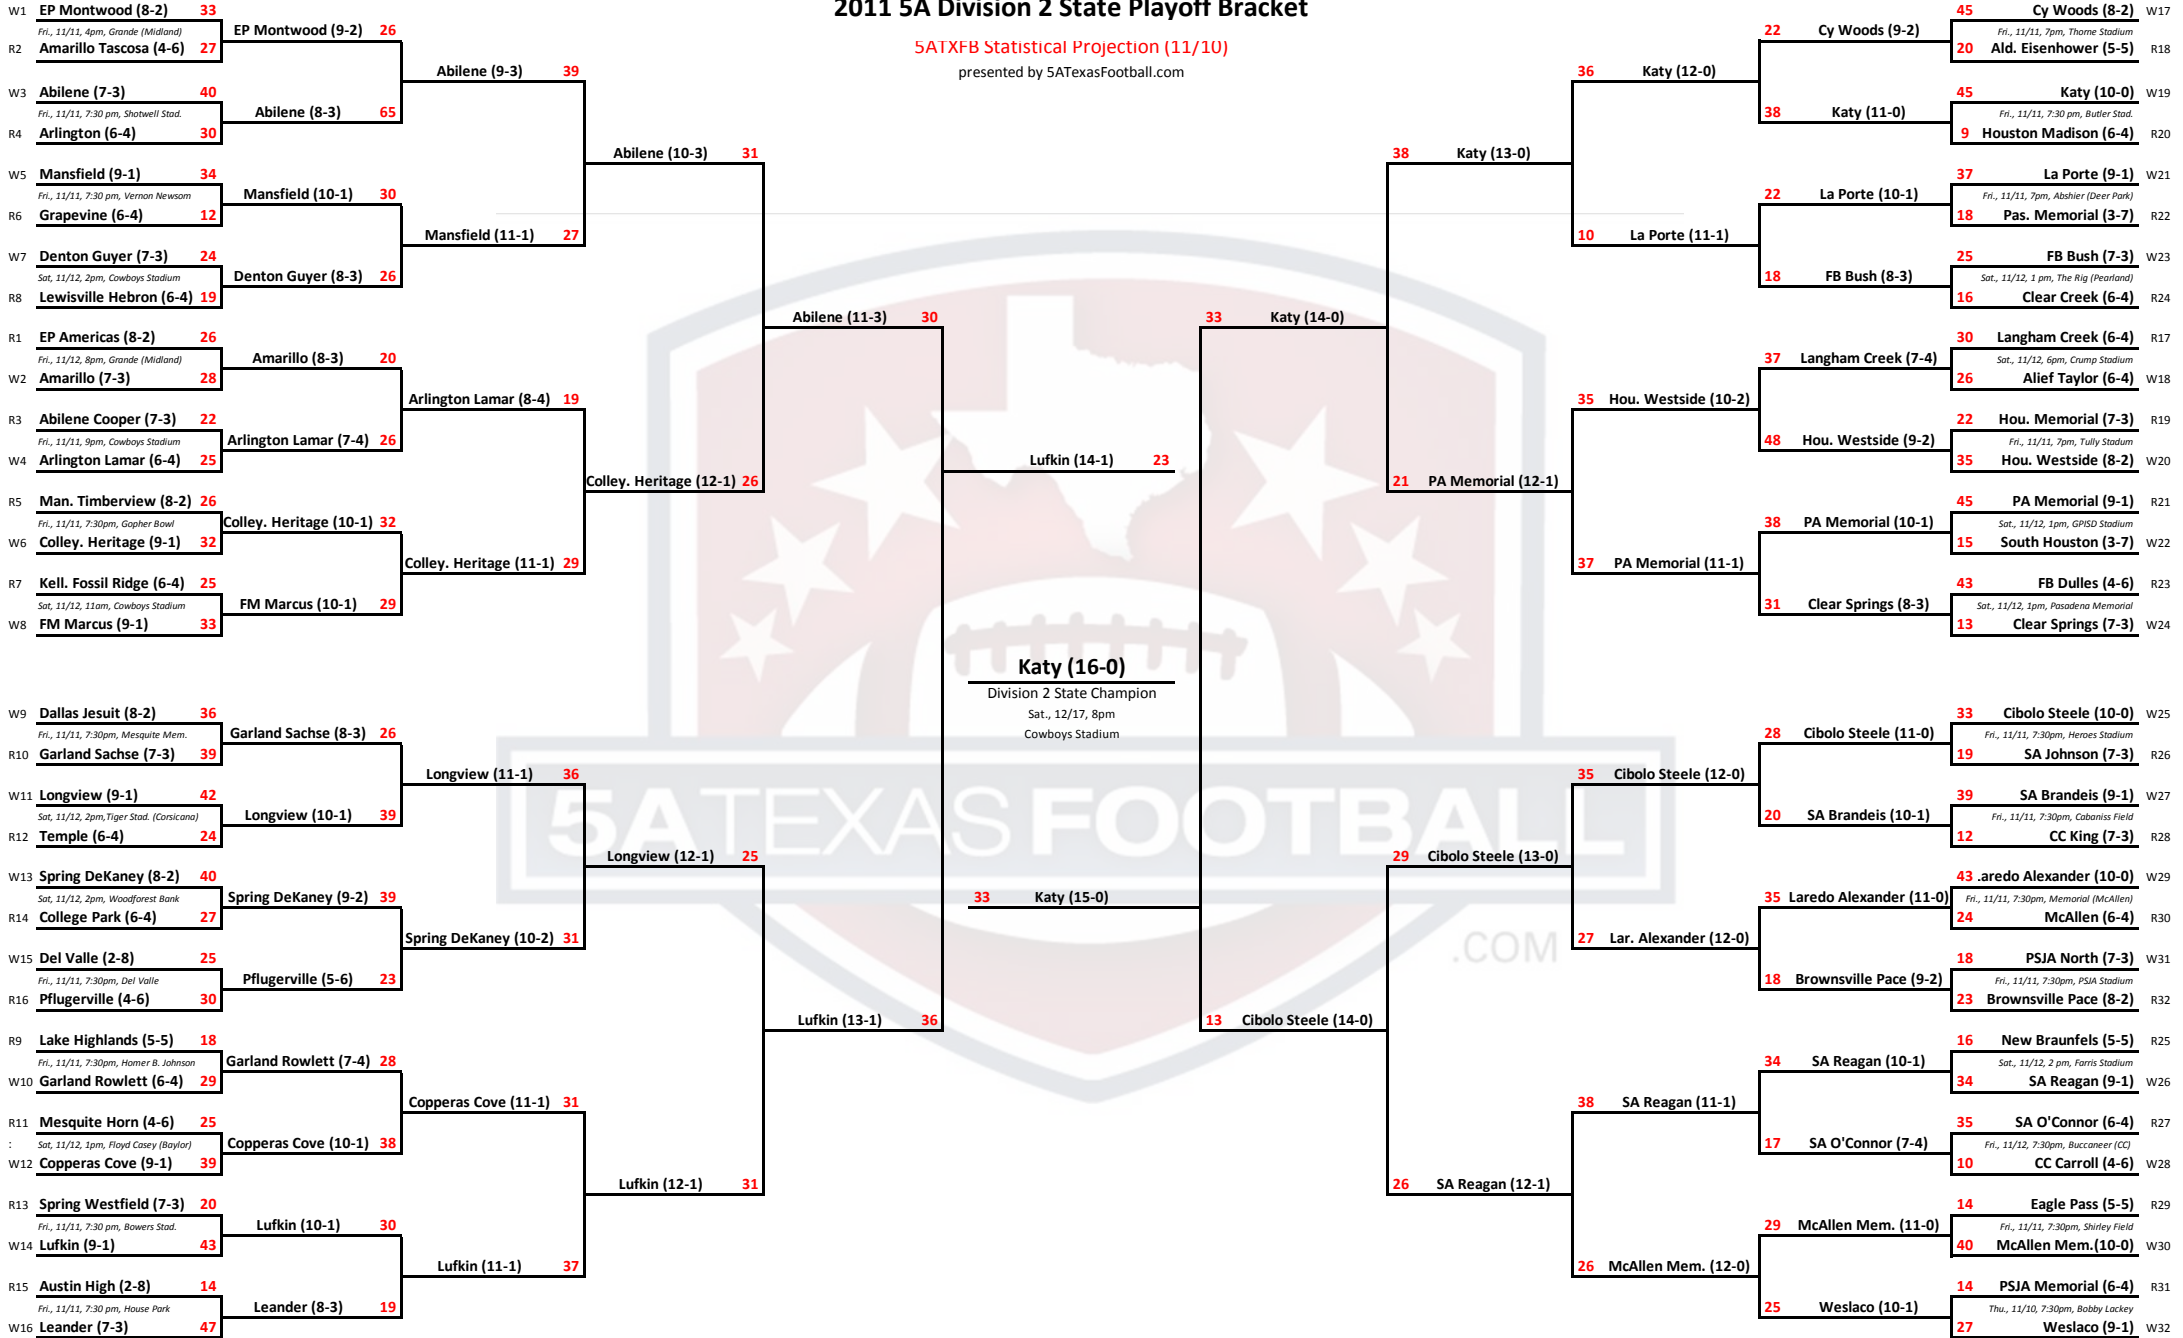 2011 5A Division 2 State Playoff Bracket
5ATXFB Statistical Projection (11/10)
presented by 5ATexasFootball.com
W1 EP Montwood (8-2) 33
Fri., 11/11, 4pm, Grande (Midland)
R2 Amarillo Tascosa (4-6) 27
W3 Abilene (7-3) 40
Fri., 11/11, 7:30 pm, Shotwell Stad.
R4 Arlington (6-4) 30
W5 Mansfield (9-1) 34
Fri., 11/11, 7:30 pm, Vernon Newsom
R6 Grapevine (6-4) 12
W7 Denton Guyer (7-3) 24
Sat, 11/12, 2pm, Cowboys Stadium
R8 Lewisville Hebron (6-4) 19
R1 EP Americas (8-2) 26
Fri., 11/12, 8pm, Grande (Midland)
W2 Amarillo (7-3) 28
R3 Abilene Cooper (7-3) 22
Fri., 11/11, 9pm, Cowboys Stadium
W4 Arlington Lamar (6-4) 25
R5 Man. Timberview (8-2) 26
Fri., 11/11, 7:30pm, Gopher Bowl
W6 Colley. Heritage (9-1) 32
R7 Kell. Fossil Ridge (6-4) 25
Sat, 11/12, 11am, Cowboys Stadium
W8 FM Marcus (9-1) 33
W9 Dallas Jesuit (8-2) 36
Fri., 11/11, 7:30pm, Mesquite Mem.
R10 Garland Sachse (7-3) 39
W11 Longview (9-1) 42
Sat, 11/12, 2pm,Tiger Stad. (Corsicana)
R12 Temple (6-4) 24
W13 Spring DeKaney (8-2) 40
Sat, 11/12, 2pm, Woodforest Bank
R14 College Park (6-4) 27
W15 Del Valle (2-8) 25
Fri., 11/11, 7:30pm, Del Valle
R16 Pflugerville (4-6) 30
R9 Lake Highlands (5-5) 18
Fri., 11/11, 7:30pm, Homer B. Johnson
W10 Garland Rowlett (6-4) 29
R11 Mesquite Horn (4-6) 25
: Sat, 11/12, 1pm, Floyd Casey (Baylor)
W12 Copperas Cove (9-1) 39
R13 Spring Westfield (7-3) 20
Fri., 11/11, 7:30 pm, Bowers Stad.
W14 Lufkin (9-1) 43
R15 Austin High (2-8) 14
Fri., 11/11, 7:30 pm, House Park
W16 Leander (7-3) 47
EP Montwood (9-2) 26
Abilene (8-3) 65
Mansfield (10-1) 30
Denton Guyer (8-3) 26
Amarillo (8-3) 20
Arlington Lamar (7-4) 26
Colley. Heritage (10-1) 32
FM Marcus (10-1) 29
Garland Sachse (8-3) 26
Longview (10-1) 39
Spring DeKaney (9-2) 39
Pflugerville (5-6) 23
Garland Rowlett (7-4) 28
Copperas Cove (10-1) 38
Lufkin (10-1) 30
Leander (8-3) 19
Abilene (9-3) 39
Mansfield (11-1) 27
Arlington Lamar (8-4) 19
Colley. Heritage (11-1) 29
Longview (11-1) 36
Spring DeKaney (10-2) 31
Copperas Cove (11-1) 31
Lufkin (11-1) 37
Abilene (10-3) 31
Colley. Heritage (12-1) 26
Longview (12-1) 25
Lufkin (12-1) 31
Abilene (11-3) 30
Lufkin (13-1) 36
Lufkin (14-1) 23
Katy (16-0)
Division 2 State Champion
Sat., 12/17, 8pm
Cowboys Stadium
5ATEXASFOOTBALL
.COM
33 Katy (15-0)
33 Katy (14-0)
13 Cibolo Steele (14-0)
38 Katy (13-0)
21 PA Memorial (12-1)
29 Cibolo Steele (13-0)
26 SA Reagan (12-1)
36 Katy (12-0)
10 La Porte (11-1)
35 Hou. Westside (10-2)
37 PA Memorial (11-1)
35 Cibolo Steele (12-0)
27 Lar. Alexander (12-0)
38 SA Reagan (11-1)
26 McAllen Mem. (12-0)
22 Cy Woods (9-2)
38 Katy (11-0)
22 La Porte (10-1)
18 FB Bush (8-3)
37 Langham Creek (7-4)
48 Hou. Westside (9-2)
38 PA Memorial (10-1)
31 Clear Springs (8-3)
28 Cibolo Steele (11-0)
20 SA Brandeis (10-1)
35 Laredo Alexander (11-0)
18 Brownsville Pace (9-2)
34 SA Reagan (10-1)
17 SA O'Connor (7-4)
29 McAllen Mem. (11-0)
25 Weslaco (10-1)
45 Cy Woods (8-2) W17
Fri., 11/11, 7pm, Thorne Stadium
20 Ald. Eisenhower (5-5) R18
45 Katy (10-0) W19
Fri., 11/11, 7:30 pm, Butler Stad.
9 Houston Madison (6-4) R20
37 La Porte (9-1) W21
Fri., 11/11, 7pm, Abshier (Deer Park)
18 Pas. Memorial (3-7) R22
25 FB Bush (7-3) W23
Sat., 11/12, 1 pm, The Rig (Pearland)
16 Clear Creek (6-4) R24
30 Langham Creek (6-4) R17
Sat., 11/12, 6pm, Crump Stadium
26 Alief Taylor (6-4) W18
22 Hou. Memorial (7-3) R19
Fri., 11/11, 7pm, Tully Stadum
35 Hou. Westside (8-2) W20
45 PA Memorial (9-1) R21
Sat., 11/12, 1pm, GPISD Stadium
15 South Houston (3-7) W22
43 FB Dulles (4-6) R23
Sat., 11/12, 1pm, Pasadena Memorial
13 Clear Springs (7-3) W24
33 Cibolo Steele (10-0) W25
Fri., 11/11, 7:30pm, Heroes Stadium
19 SA Johnson (7-3) R26
39 SA Brandeis (9-1) W27
Fri., 11/11, 7:30pm, Cabaniss Field
12 CC King (7-3) R28
43 .aredo Alexander (10-0) W29
Fri., 11/11, 7:30pm, Memorial (McAllen)
24 McAllen (6-4) R30
18 PSJA North (7-3) W31
Fri., 11/11, 7:30pm, PSJA Stadium
23 Brownsville Pace (8-2) R32
16 New Braunfels (5-5) R25
Sat., 11/12, 2 pm, Farris Stadium
34 SA Reagan (9-1) W26
35 SA O'Connor (6-4) R27
Fri., 11/12, 7:30pm, Buccaneer (CC)
10 CC Carroll (4-6) W28
14 Eagle Pass (5-5) R29
Fri., 11/11, 7:30pm, Shirley Field
40 McAllen Mem.(10-0) W30
14 PSJA Memorial (6-4) R31
Thu., 11/10, 7:30pm, Bobby Lackey
27 Weslaco (9-1) W32